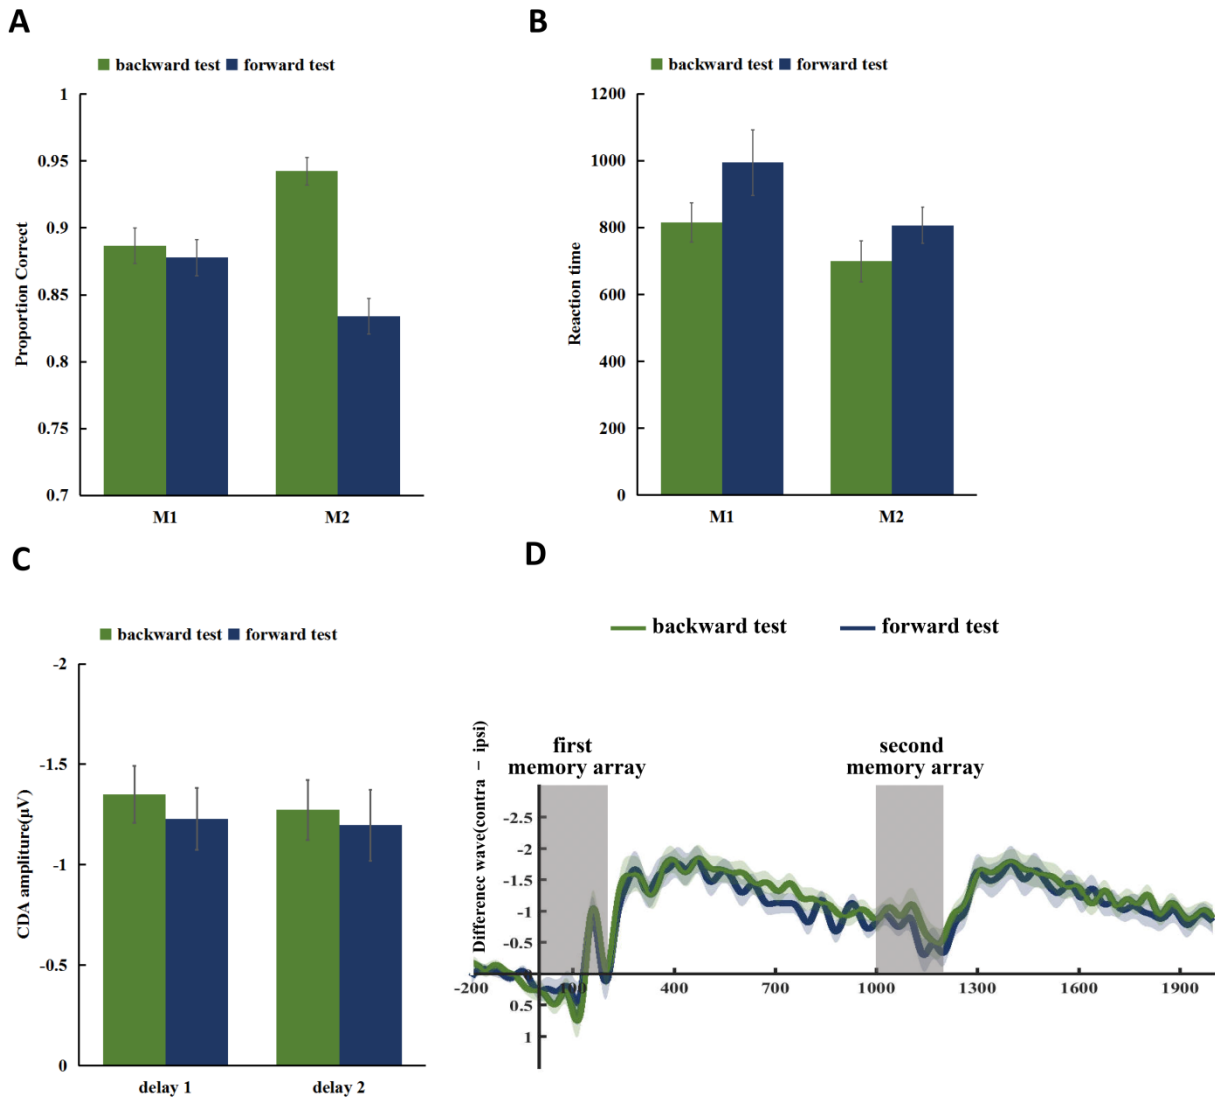 A
backward test forward test
1
0.95
0.9
0.85
0.8
0.75
0.7
Proportion Correct
M1 M2
B
backward test forward test
1200
1000
800
600
400
200
0
Reaction time
M1 M2
C
backward test forward test
-2
-1.5
-1
-0.5
0
CDA ampliture(μV)
delay 1 delay 2
D
backward test forward test
first
memory array
second
memory array
Differenec wave(contra – ipsi)
-2.5
-2
-1.5
-1
-0.5
0.5
1
-200 100 400 700 1000 1300 1600 1900